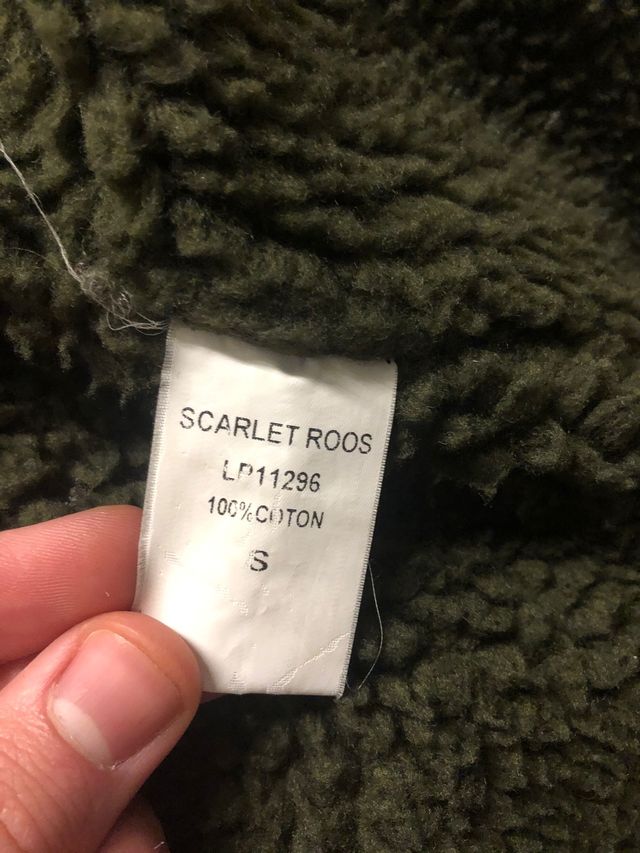 SCARLET ROOS
LP11296
100% COTON
S